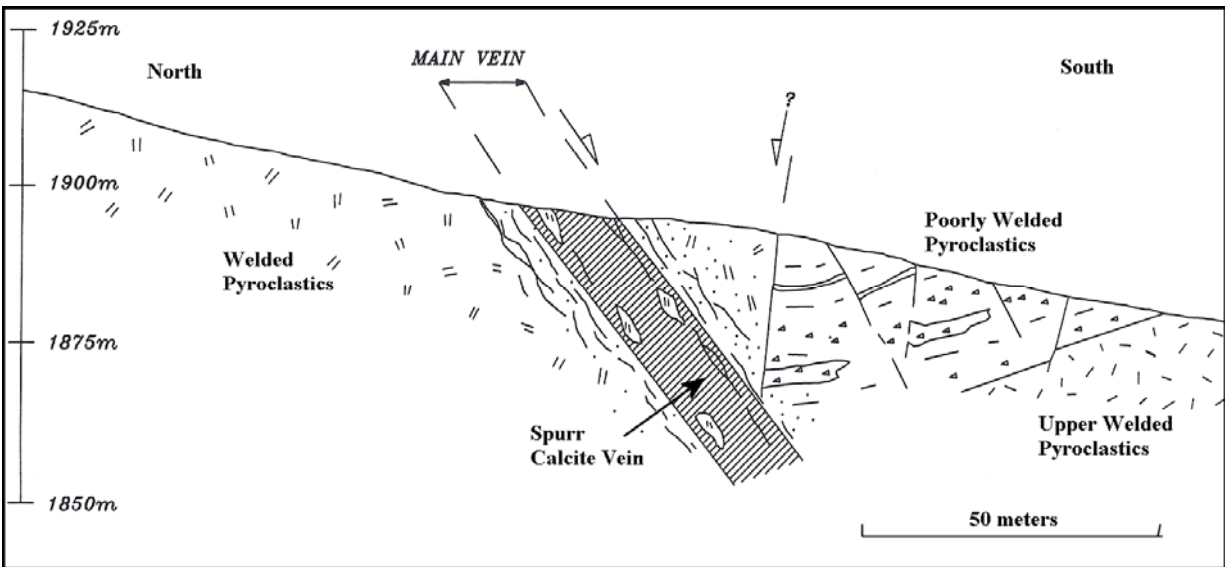 1925m
MAIN VEIN
North
South
?
1900m
Poorly Welded
Pyroclastics
Welded
Pyroclastics
1875m
Spurr
Calcite Vein
Upper Welded
Pyroclastics
1850m
50 meters